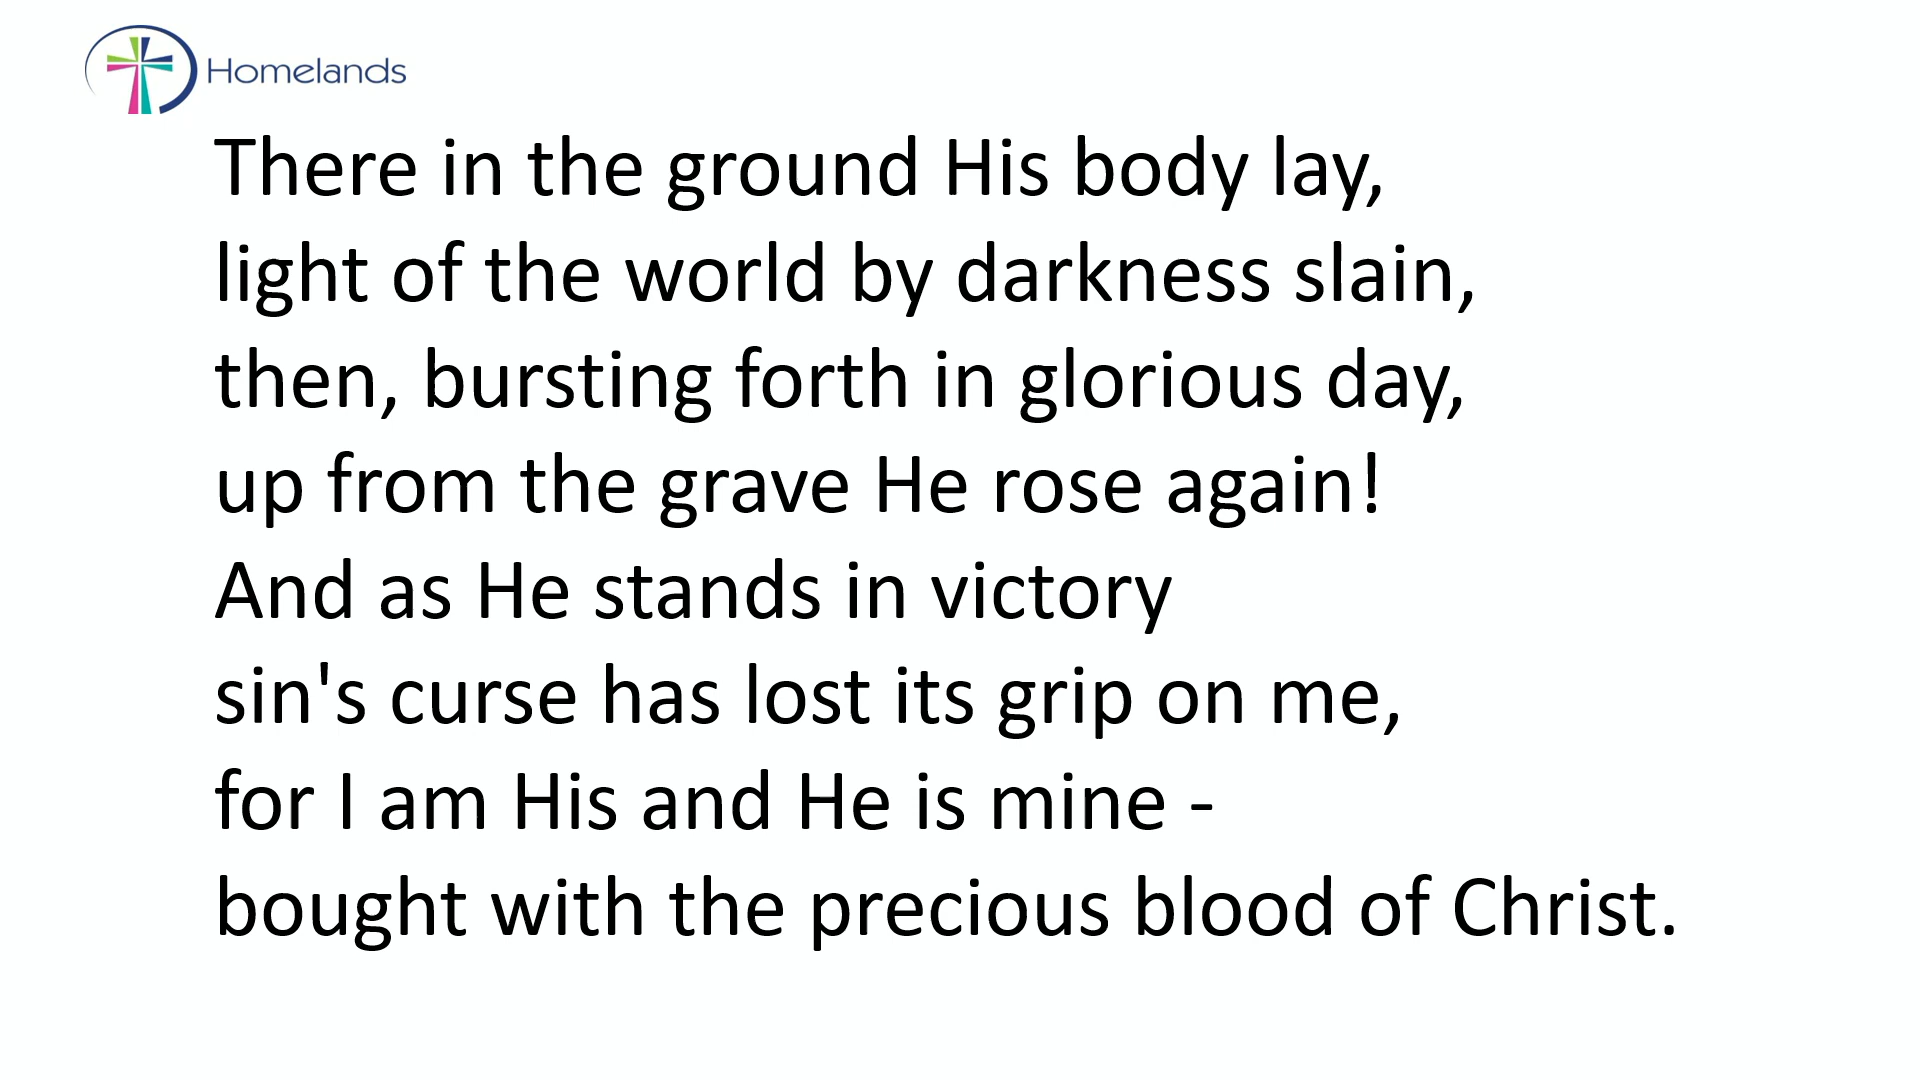 Homelands
There in the ground His body lay,
light of the world by darkness slain,
then, bursting forth in glorious day,
up from the grave He rose again!
And as He stands in victory
sin's curse has lost its grip on me,
for I am His and He is mine -
bought with the precious blood of Christ.